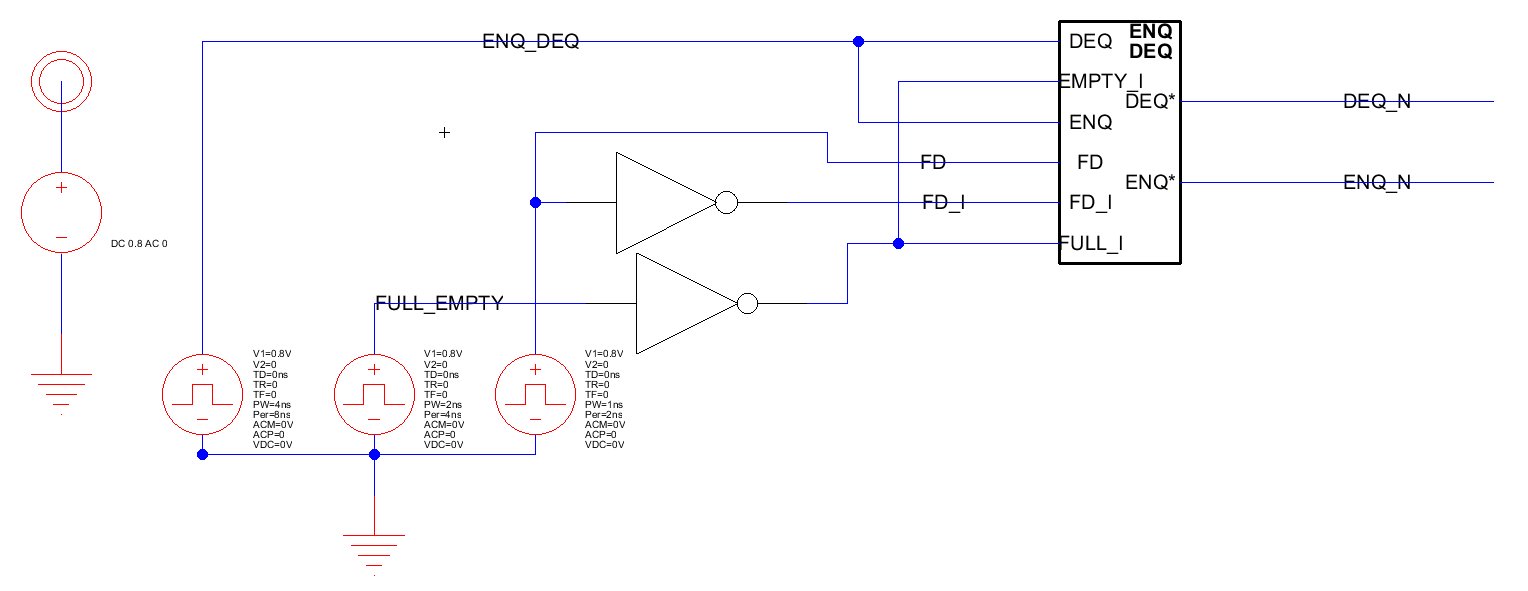 ENQ_DEQ
DEQ
ENQ
DEQ
EMPTY_I
DEQ*
DEQ_N
ENQ
FD
FD
ENQ*
ENQ_N
FD_I
FD_I
FULL_I
DC 0.8 AC 0
FULL_EMPTY
V1=0.8V
V2=0
TD=0ns
TR=0
TF=0
PW=4ns
Per=8ns
ACM=0V
ACP=0
VDC=0V
V1=0.8V
V2=0
TD=0ns
TR=0
TF=0
PW=2ns
Per=4ns
ACM=0V
ACP=0
VDC=0V
V1=0.8V
V2=0
TD=0ns
TR=0
TF=0
PW=1ns
Per=2ns
ACM=0V
ACP=0
VDC=0V